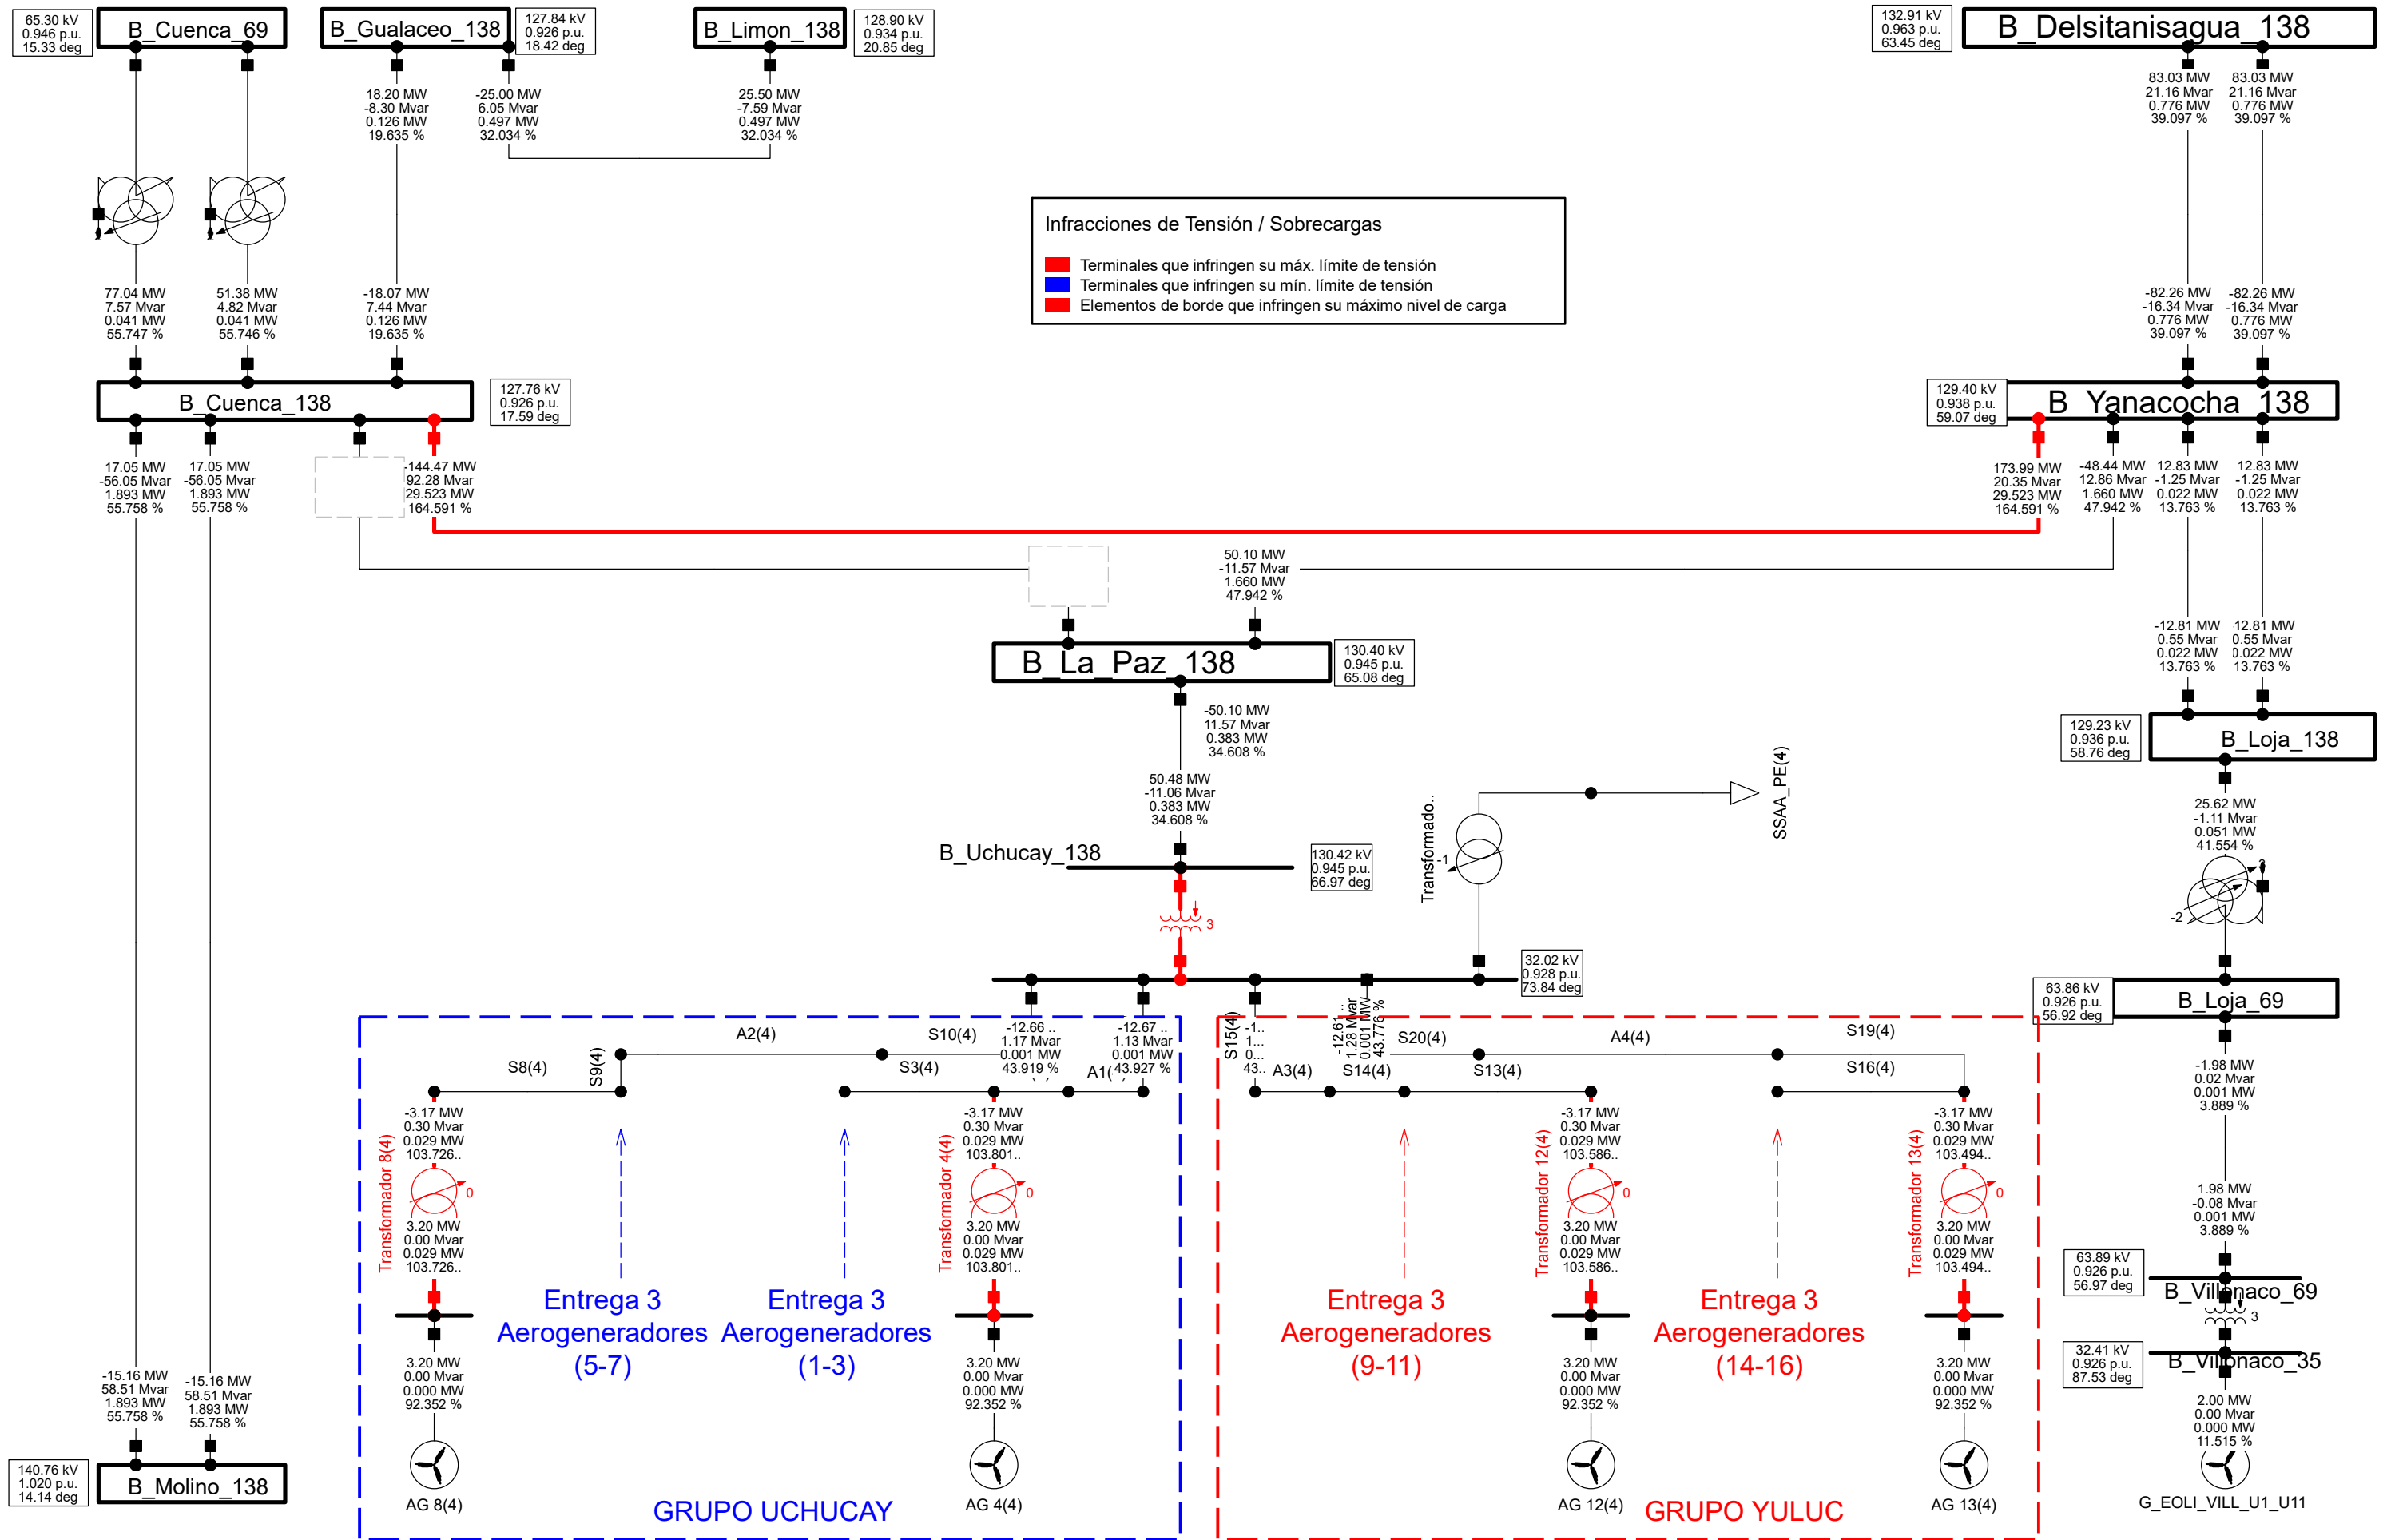 65.30 kV
0.946 p.u.
15.33 deg
B_Cuenca_69
B_Gualaceo_138
127.84 kV
0.926 p.u.
18.42 deg
B_Limon_138
128.90 kV
0.934 p.u.
20.85 deg
132.91 kV
0.963 p.u.
63.45 deg
B_Delsitanisagua_138
18.20 MW
-8.30 Mvar
0.126 MW
19.635 %
-25.00 MW
6.05 Mvar
0.497 MW
32.034 %
25.50 MW
-7.59 Mvar
0.497 MW
32.034 %
83.03 MW
21.16 Mvar
0.776 MW
39.097 %
83.03 MW
21.16 Mvar
0.776 MW
39.097 %
Infracciones de Tensión / Sobrecargas
Terminales que infringen su máx. límite de tensión
Terminales que infringen su mín. límite de tensión
Elementos de borde que infringen su máximo nivel de carga
77.04 MW
7.57 Mvar
0.041 MW
55.747 %
51.38 MW
4.82 Mvar
0.041 MW
55.746 %
-18.07 MW
7.44 Mvar
0.126 MW
19.635 %
-82.26 MW
-16.34 Mvar
0.776 MW
39.097 %
-82.26 MW
-16.34 Mvar
0.776 MW
39.097 %
B_Cuenca_138
127.76 kV
0.926 p.u.
17.59 deg
129.40 kV
0.938 p.u.
59.07 deg
B_Yanacocha_138
17.05 MW
-56.05 Mvar
1.893 MW
55.758 %
17.05 MW
-56.05 Mvar
1.893 MW
55.758 %
-144.47 MW
92.28 Mvar
29.523 MW
164.591 %
173.99 MW
20.35 Mvar
29.523 MW
164.591 %
-48.44 MW
12.86 Mvar
1.660 MW
47.942 %
12.83 MW
-1.25 Mvar
0.022 MW
13.763 %
12.83 MW
-1.25 Mvar
0.022 MW
13.763 %
50.10 MW
-11.57 Mvar
1.660 MW
47.942 %
B_La_Paz_138
130.40 kV
0.945 p.u.
65.08 deg
-12.81 MW
0.55 Mvar
0.022 MW
13.763 %
12.81 MW
0.55 Mvar
0.022 MW
13.763 %
-50.10 MW
11.57 Mvar
0.383 MW
34.608 %
129.23 kV
0.936 p.u.
58.76 deg
B_Loja_138
50.48 MW
-11.06 Mvar
0.383 MW
34.608 %
SSAA_PE(4)
25.62 MW
-1.11 Mvar
0.051 MW
41.554 %
B_Uchucay_138
130.42 kV
0.945 p.u.
66.97 deg
Transformado..
-1
3
-2
3
32.02 kV
0.928 p.u.
73.84 deg
63.86 kV
0.926 p.u.
56.92 deg
B_Loja_69
A2(4)
S10(4)
S8(4)
S9(4)
S3(4)
A1(
-12.66 ..
1.17 Mvar
0.001 MW
43.919 %
-12.67 ..
1.13 Mvar
0.001 MW
43.927 %
S15(4)
-1...
1...
0...
43..
-12.61 ..
1.28 Mvar
0.001 MW
43.776 %
S20(4)
A4(4)
S19(4)
A3(4)
S14(4)
S13(4)
S16(4)
-1.98 MW
0.02 Mvar
0.001 MW
3.889 %
Transformador 8(4)
-3.17 MW
0.30 Mvar
0.029 MW
103.726..
0
3.20 MW
0.00 Mvar
0.029 MW
103.726..
Transformador 4(4)
-3.17 MW
0.30 Mvar
0.029 MW
103.801..
0
3.20 MW
0.00 Mvar
0.029 MW
103.801..
Transformador 12(4)
-3.17 MW
0.30 Mvar
0.029 MW
103.586..
0
3.20 MW
0.00 Mvar
0.029 MW
103.586..
Transformador 13(4)
-3.17 MW
0.30 Mvar
0.029 MW
103.494..
0
3.20 MW
0.00 Mvar
0.029 MW
103.494..
1.98 MW
-0.08 Mvar
0.001 MW
3.889 %
Entrega 3
Aerogeneradores
(5-7)
Entrega 3
Aerogeneradores
(1-3)
Entrega 3
Aerogeneradores
(9-11)
Entrega 3
Aerogeneradores
(14-16)
63.89 kV
0.926 p.u.
56.97 deg
B_Villonaco_69
3
32.41 kV
0.926 p.u.
87.53 deg
B_Villonaco_35
-15.16 MW
58.51 Mvar
1.893 MW
55.758 %
-15.16 MW
58.51 Mvar
1.893 MW
55.758 %
3.20 MW
0.00 Mvar
0.000 MW
92.352 %
3.20 MW
0.00 Mvar
0.000 MW
92.352 %
3.20 MW
0.00 Mvar
0.000 MW
92.352 %
3.20 MW
0.00 Mvar
0.000 MW
92.352 %
2.00 MW
0.00 Mvar
0.000 MW
11.515 %
140.76 kV
1.020 p.u.
14.14 deg
B_Molino_138
AG 8(4)
GRUPO UCHUCAY
AG 4(4)
AG 12(4)
GRUPO YULUC
AG 13(4)
G_EOLI_VILL_U1_U11